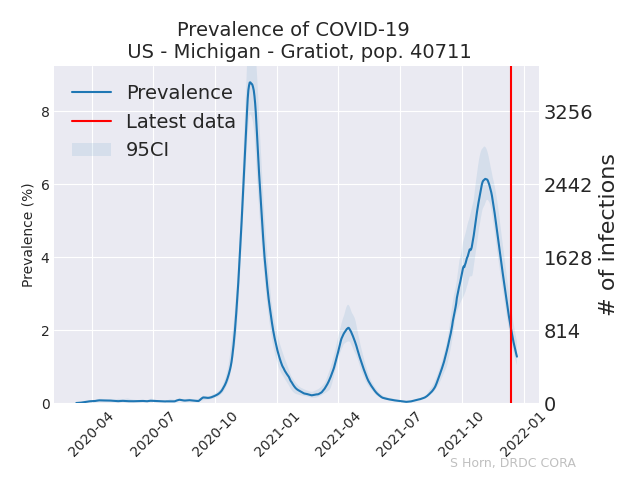 Prevalence of COVID-19
US - Michigan - Gratiot, pop. 40711
Prevalence
Latest data
95CI
Prevalence (%)
8
6
4
2
0
3256
2442
1628
814
0
# of infections
2020-04
2020-07
2020-10
2021-01
2021-04
2021-07
2021-10
2022-01
S Horn, DRDC CORA